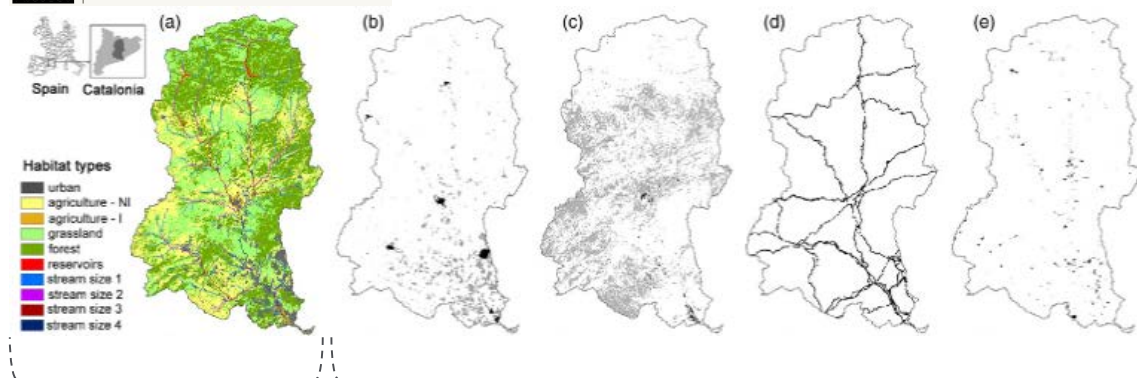 (a)
(b)
(c)
(d)
(e)
Spain
Catalonia
Habitat types
urban
agriculture - NI
agriculture - I
grassland
forest
reservoirs
stream size 1
stream size 2
stream size 3
stream size 4